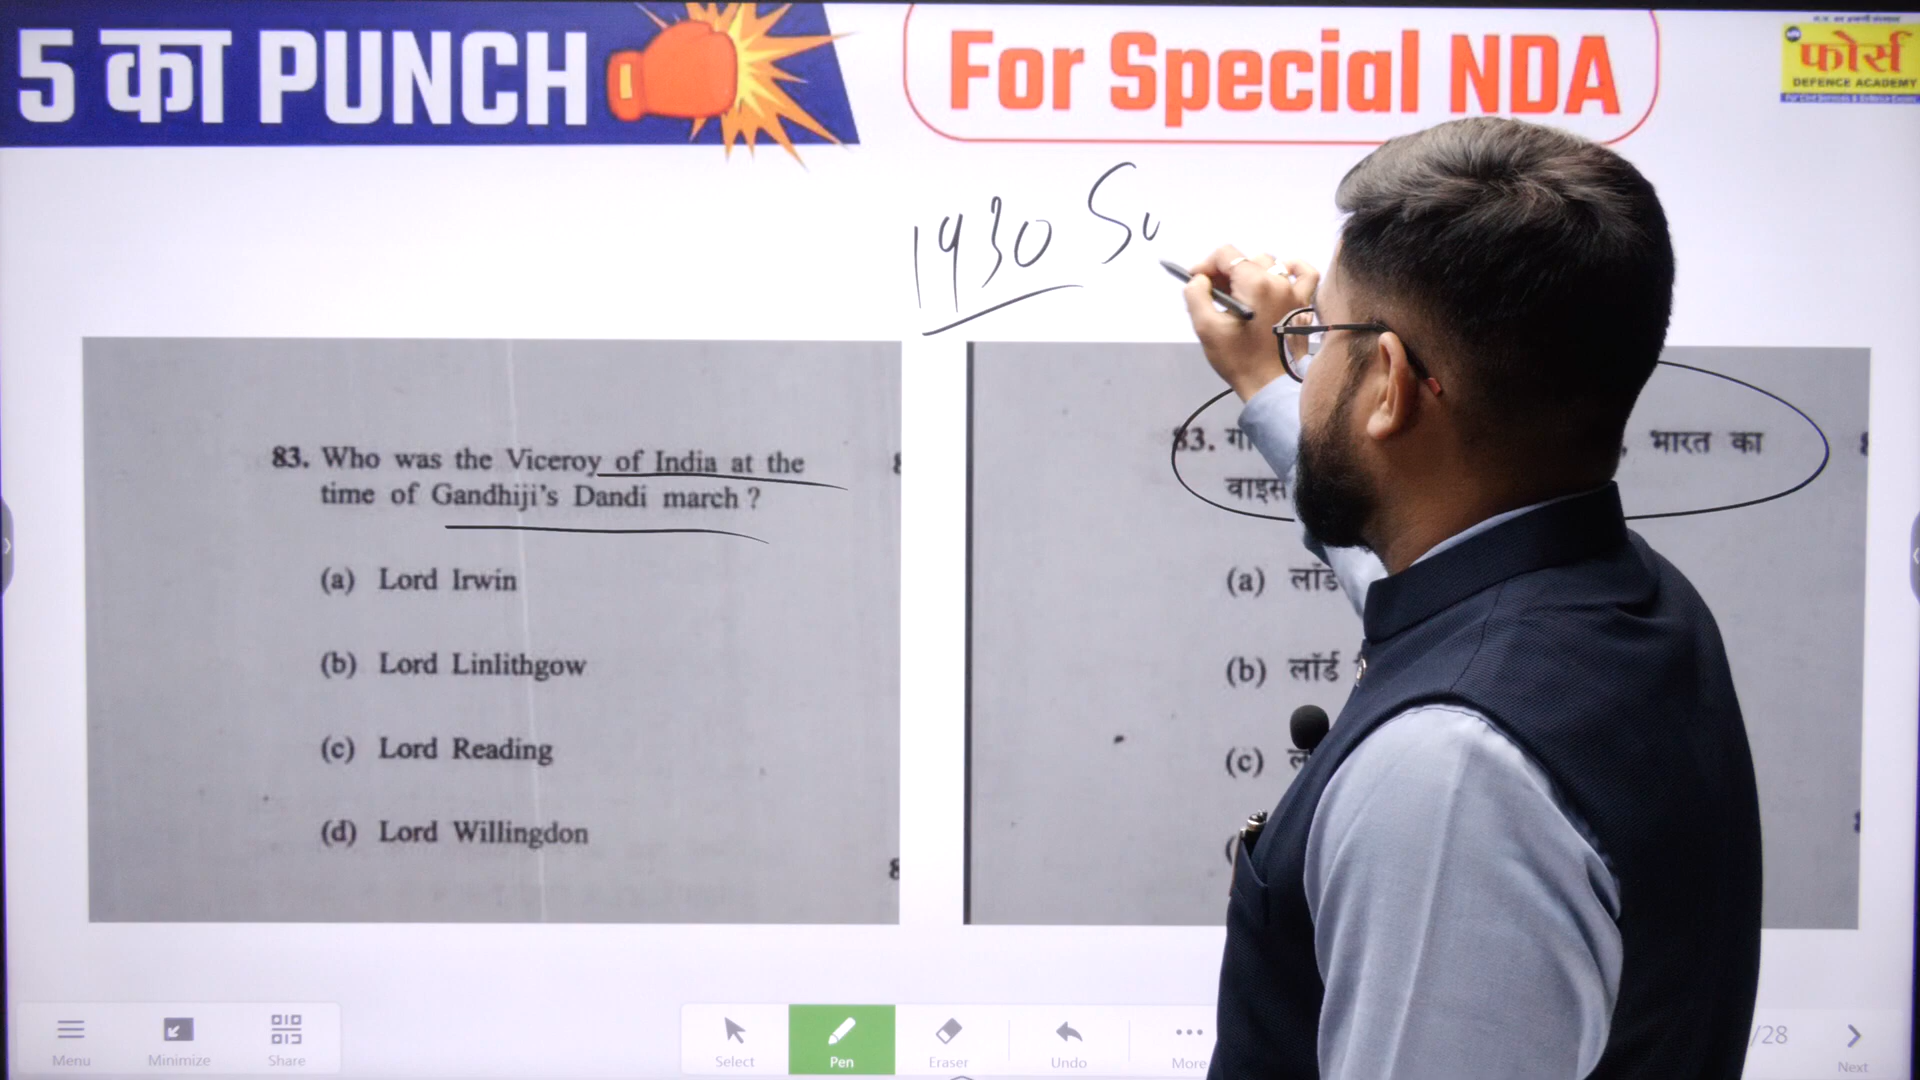 5 का PUNCH
For Special NDA
फोर्स
DEFENCE ACADEMY
1930 Su
83. Who was the Viceroy of India at the
time of Gandhiji's Dandi march ?
(a) Lord Irwin
(b) Lord Linlithgow
(c) Lord Reading
(d) Lord Willingdon
83.
भारत का
(a) लॉर्ड
(b) लॉर्ड
(c)
Menu
Minimize
Share
Select
Pen
Eraser
Undo
More
/28
Next